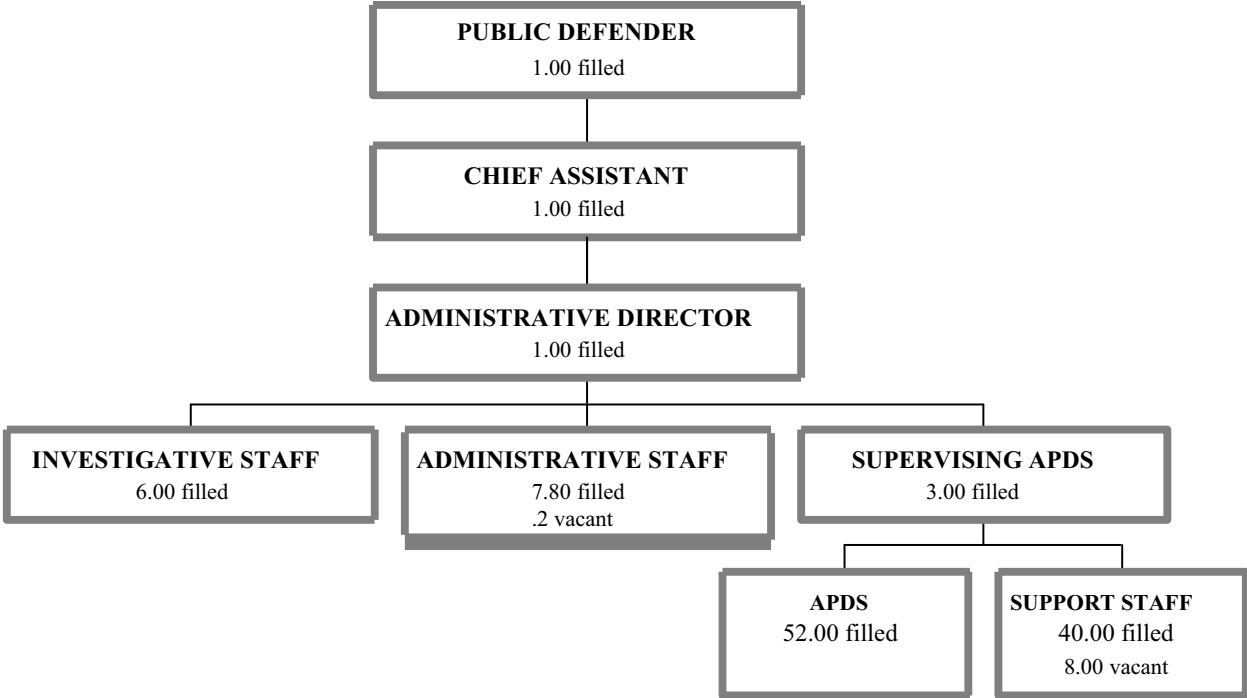 PUBLIC DEFENDER
1.00 filled
CHIEF ASSISTANT
1.00 filled
ADMINISTRATIVE DIRECTOR
1.00 filled
INVESTIGATIVE STAFF
6.00 filled
ADMINISTRATIVE STAFF
7.80 filled
.2 vacant
SUPERVISING APDS
3.00 filled
APDS
52.00 filled
SUPPORT STAFF
40.00 filled
8.00 vacant